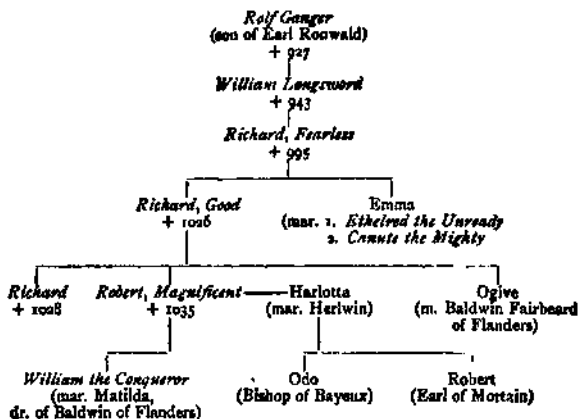 Rolf Ganger
(son of Earl Ronwald)
+ 927
William Longsword
+ 943
Richard, Fearless
+ 995
Richard, Good
+ 1026
Emma
(mar. 1. Ethelred the Unready
2. Cnnute the Mighty
Richard
+ 1028
Robert, Magnificent
+ 1035
Harlotta
(mar. Herlwin)
Ogive
(m. Baldwin Fairbeard
of Flanders)
William the Conqueror
(mar. Matilda,
dr. of Baldwin of Flanders)
Odo
(Bishop of Bayeux)
Robert
(Earl of Mortain)